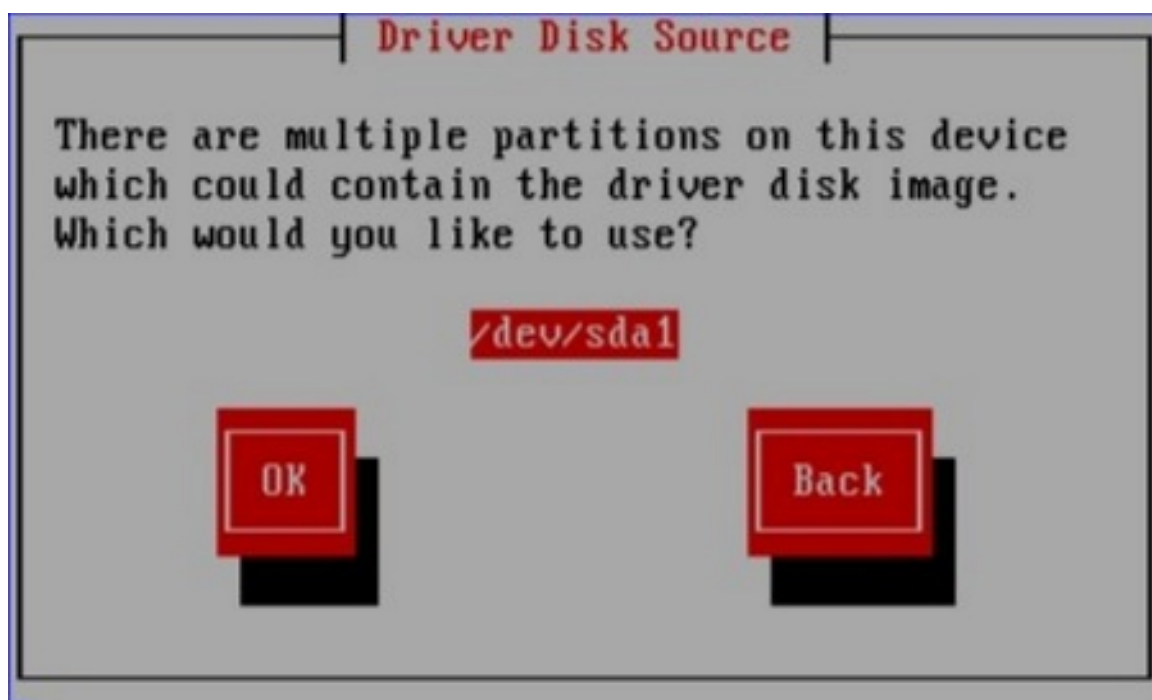 Driver Disk Source
There are multiple partitions on this device
which could contain the driver disk image.
Which would you like to use?
/dev/sda1
OK
Back